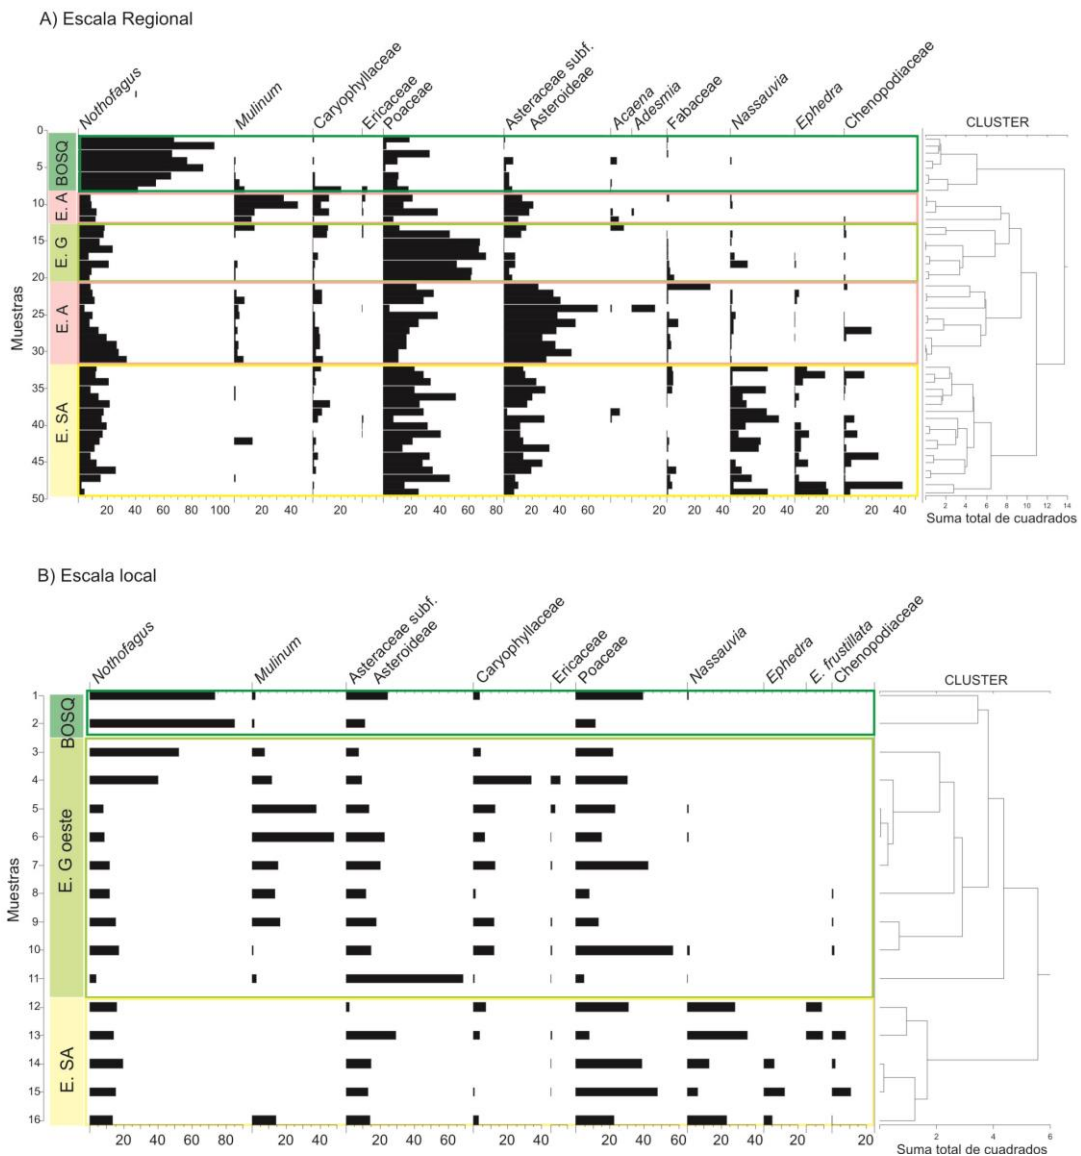 A) Escala Regional
Nothofagus
Mulinum
Caryophyllaceae
Ericaceae
Poaceae
Asteraceae subf.
Asteroideae
Acaena
Adesmia
Fabaceae
Nassauvia
Ephedra
Chenopodiaceae
CLUSTER
Muestras
0
5
10
15
20
25
30
35
40
45
50
BOSQ
E. A
E. G
E. A
E. SA
20 40 60 80 100 20 40 20 20 40 60 80 20 40 60 20 20 20 40 20 20 40
2 4 6 8 10 12 14
Suma total de cuadrados
B) Escala local
Nothofagus
Mulinum
Asteraceae subf.
Asteroideae
Caryophyllaceae
Ericaceae
Poaceae
Nassauvia
Ephedra
E. frustillata
Chenopodiaceae
CLUSTER
Muestras
1
2
3
4
5
6
7
8
9
10
11
12
13
14
15
16
BOSQ
E. G oeste
E. SA
20 40 60 80 20 40 20 40 60 20 40 20 40 60 20 40 20 20 20
2 4 6
Suma total de cuadrados